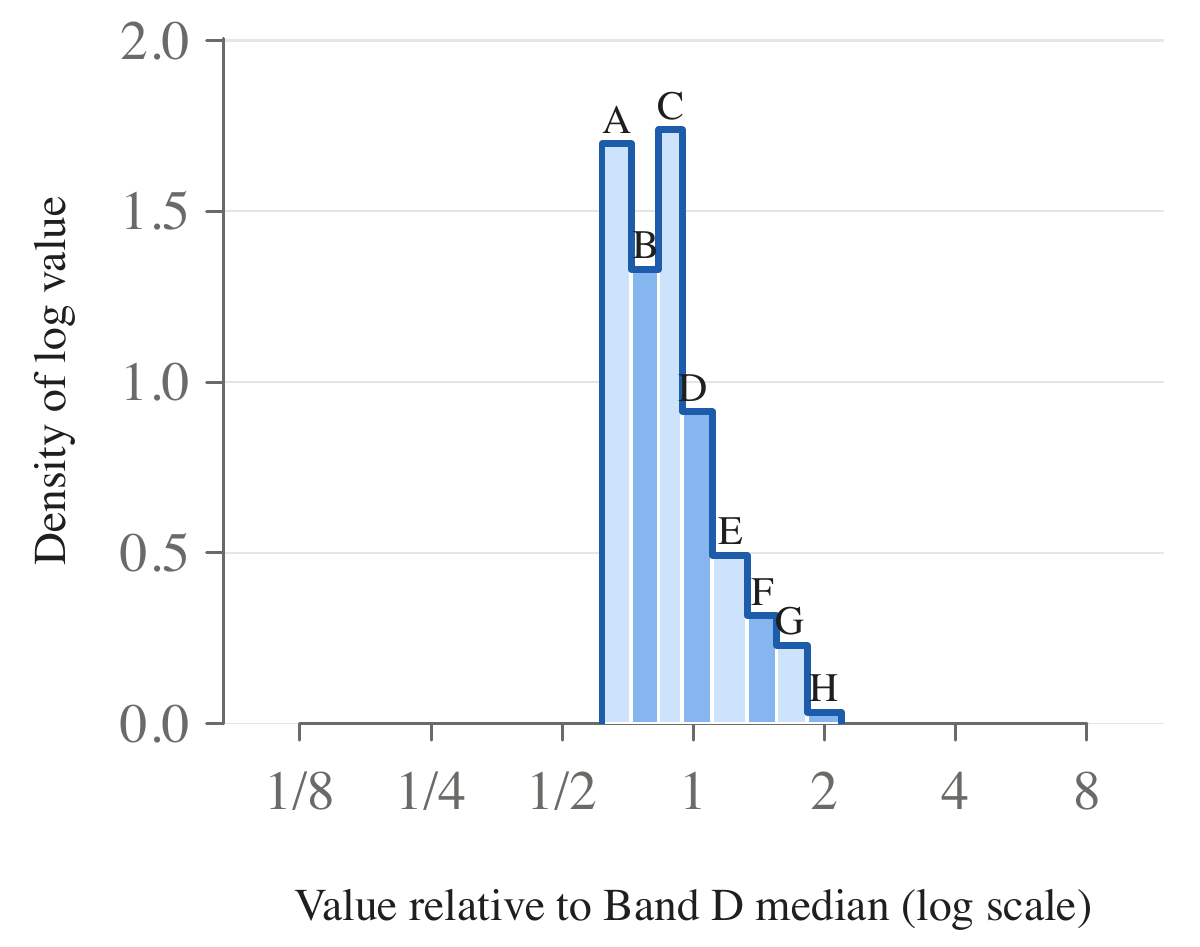 2.0
1.5
1.0
0.5
0.0
Density of log value
A
B
C
D
E
F
G
H
1/8 1/4 1/2 1 2 4 8
Value relative to Band D median (log scale)